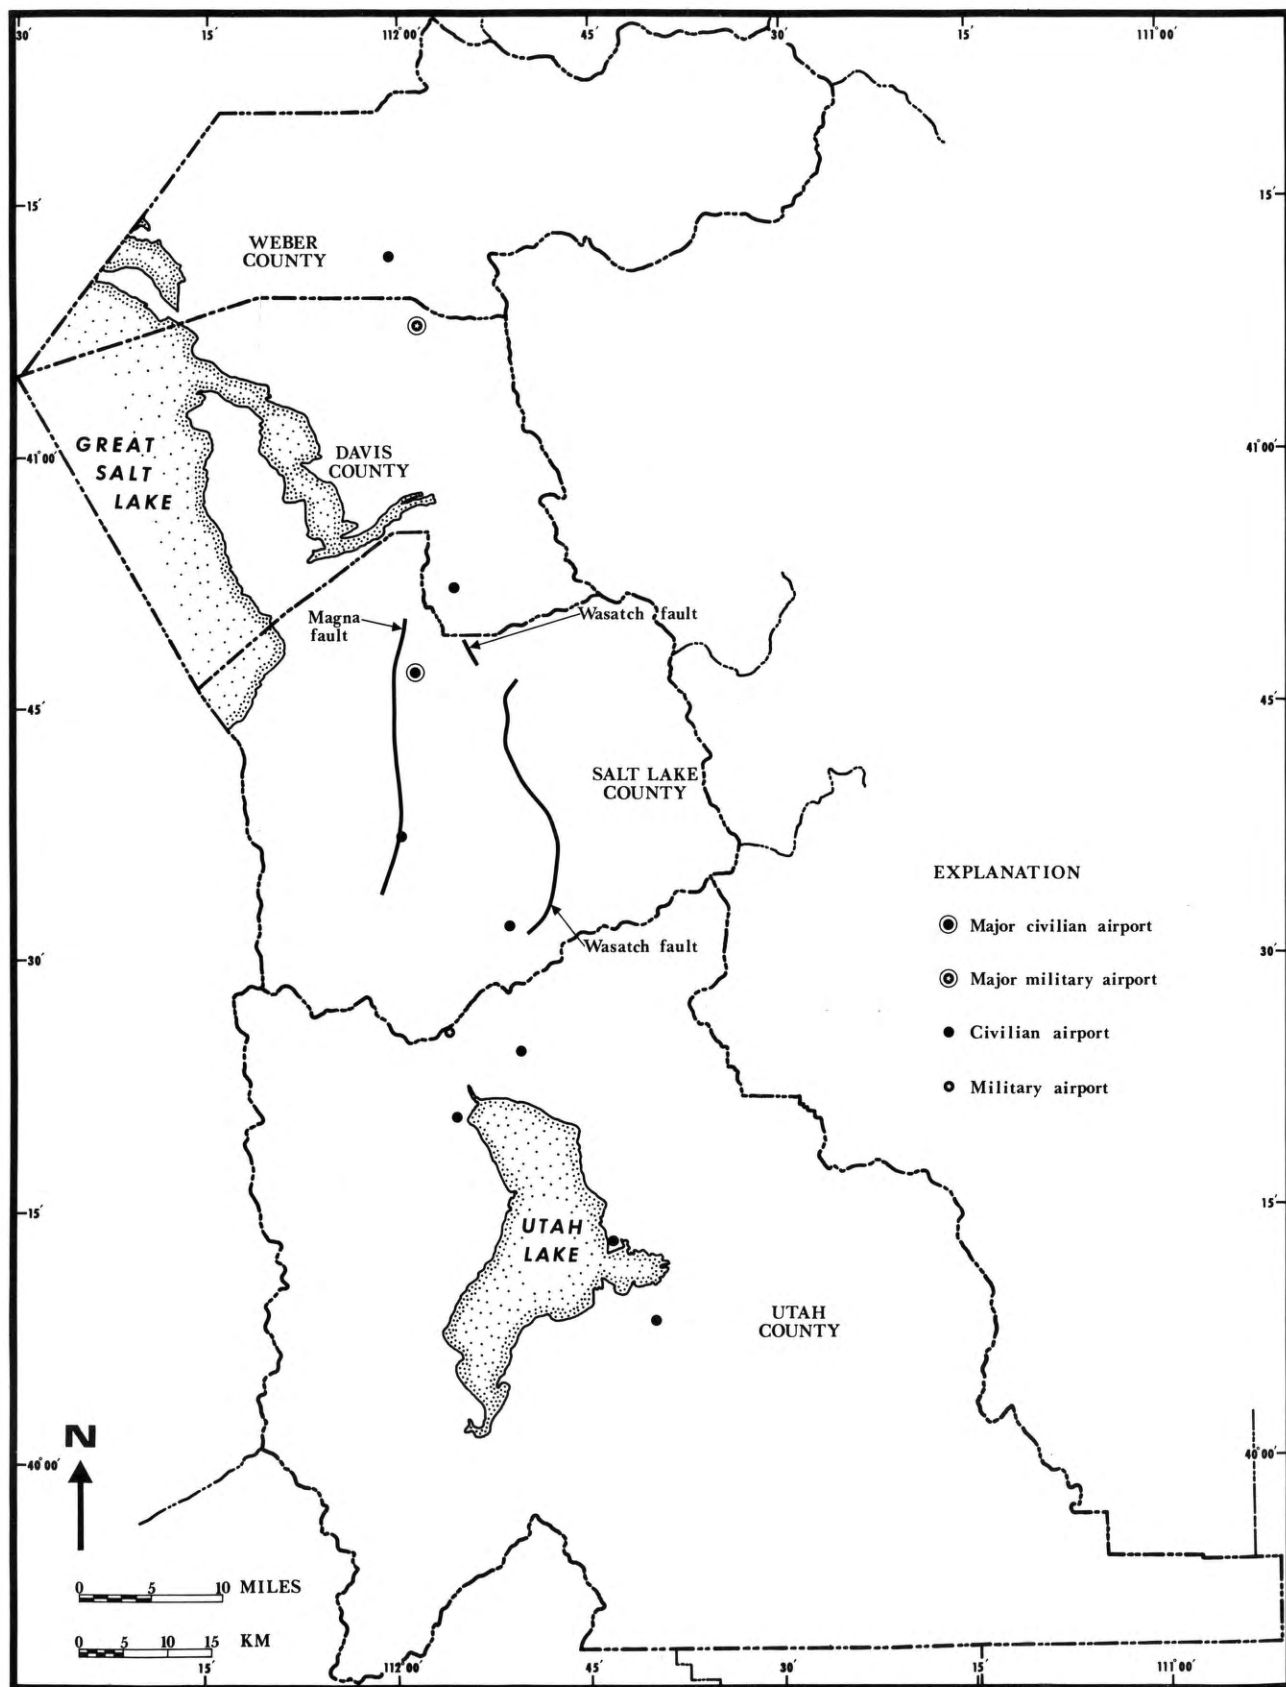 30′ 15′ 112°00′ 45′ 30′ 15′ 111°00′
15′ 15′
WEBER
COUNTY
GREAT
SALT
LAKE
DAVIS
COUNTY
41°00′ 41°00′
Magna
fault
Wasatch fault
45′ 45′
SALT LAKE
COUNTY
EXPLANATION
Major civilian airport
Major military airport
Civilian airport
Military airport
Wasatch fault
30′ 30′
15′ 15′
UTAH
LAKE
UTAH
COUNTY
N
40°00′ 40°00′
0 5 10 MILES
0 5 10 15 KM
15′ 112°00′ 45′ 30′ 15′ 111°00′